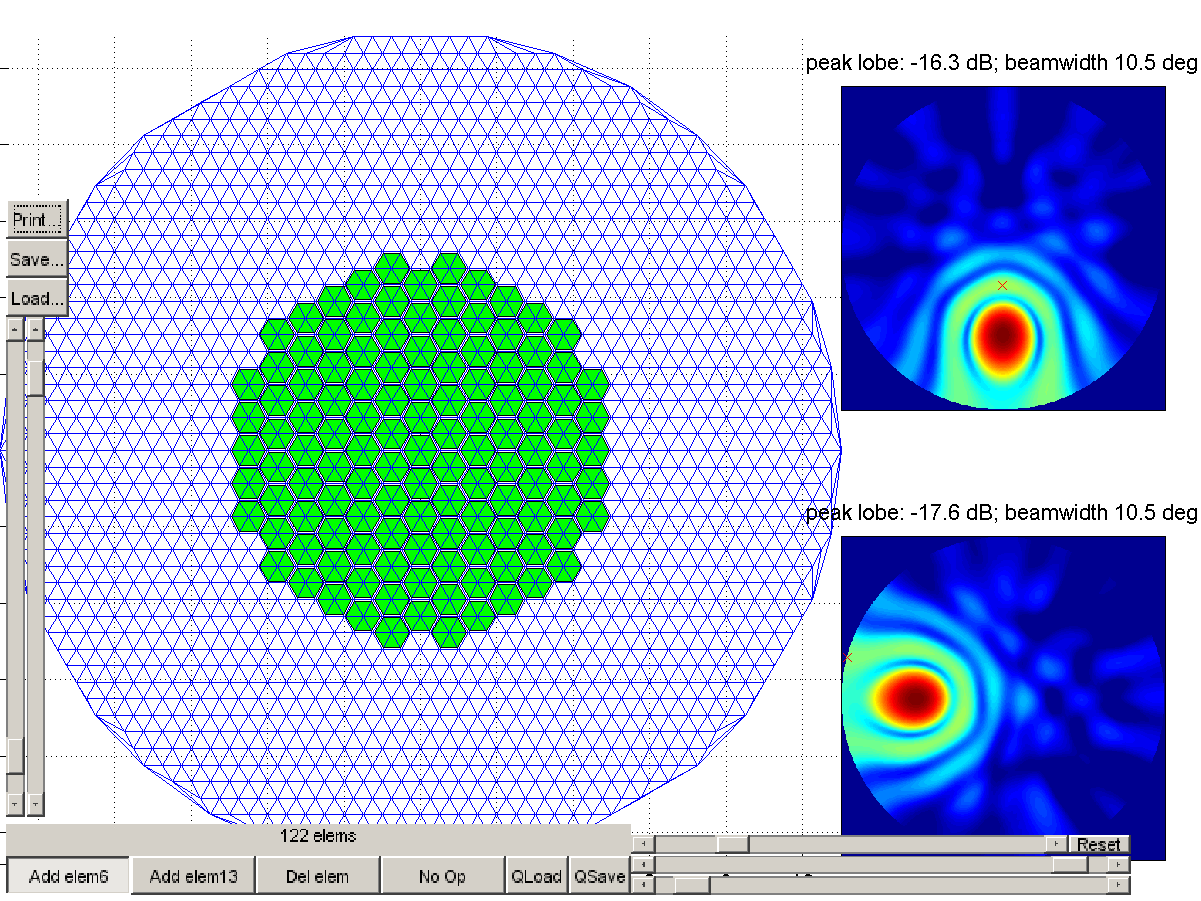 peak lobe: -16.3 dB; beamwidth 10.5 deg
Print...
Save...
Load...
peak lobe: -17.6 dB; beamwidth 10.5 deg
122 elems
Reset
Add elem6
Add elem13
Del elem
No Op
QLoad
QSave